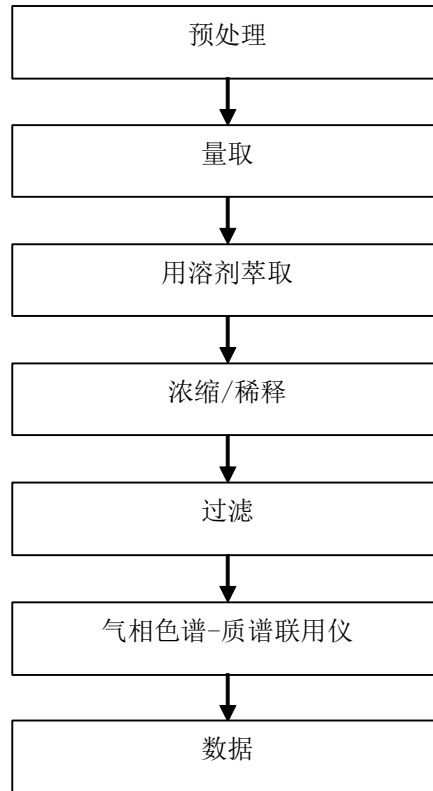 预处理
量取
用溶剂萃取
浓缩/稀释
过滤
气相色谱-质谱联用仪
数据